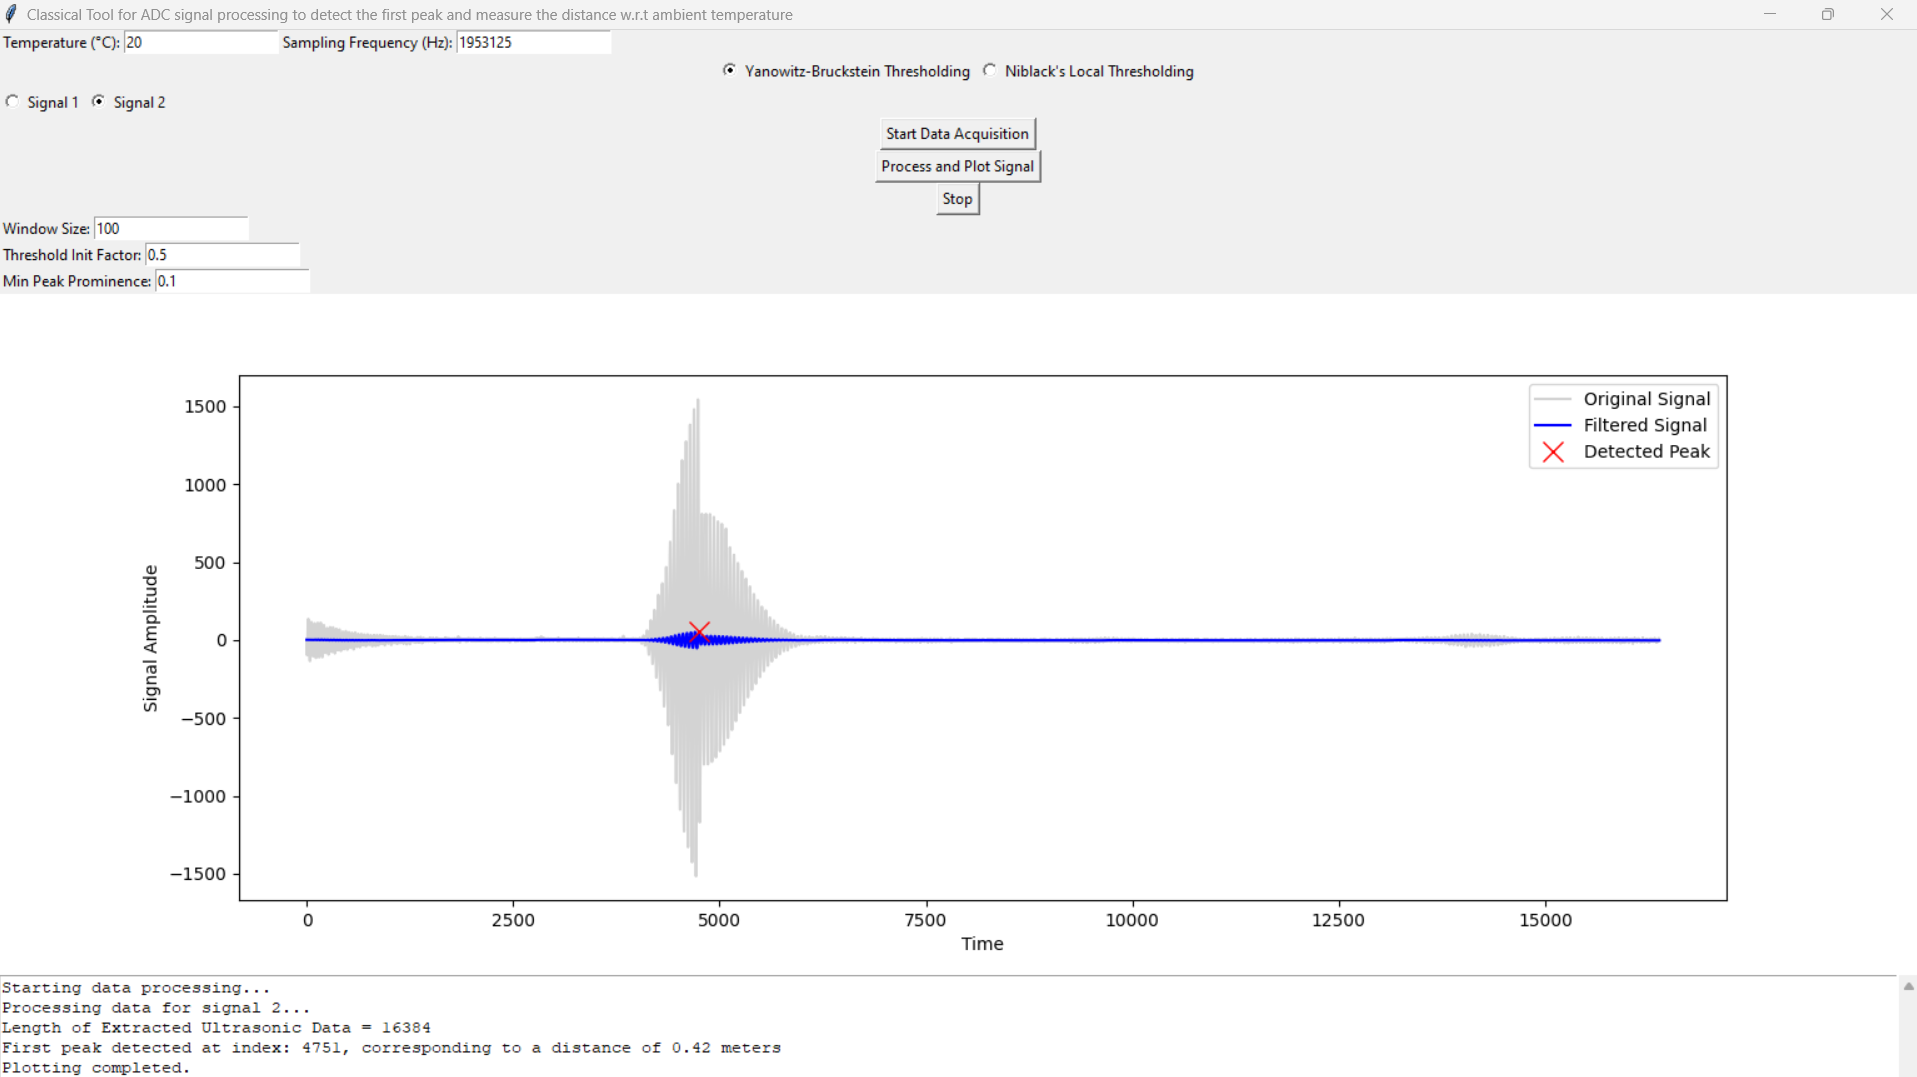 Classical Tool for ADC signal processing to detect the first peak and measure the distance w.r.t ambient temperature
Temperature (°C): 20 Sampling Frequency (Hz): 1953125
Yanowitz-Bruckstein Thresholding Niblack's Local Thresholding
Signal 1 Signal 2
Start Data Acquisition
Process and Plot Signal
Stop
Window Size: 100
Threshold Init Factor: 0.5
Min Peak Prominence: 0.1
Original Signal
Filtered Signal
Detected Peak
1500
1000
500
0
−500
−1000
−1500
Signal Amplitude
0 2500 5000 7500 10000 12500 15000
Time
Starting data processing...
Processing data for signal 2...
Length of Extracted Ultrasonic Data = 16384
First peak detected at index: 4751, corresponding to a distance of 0.42 meters
Plotting completed.